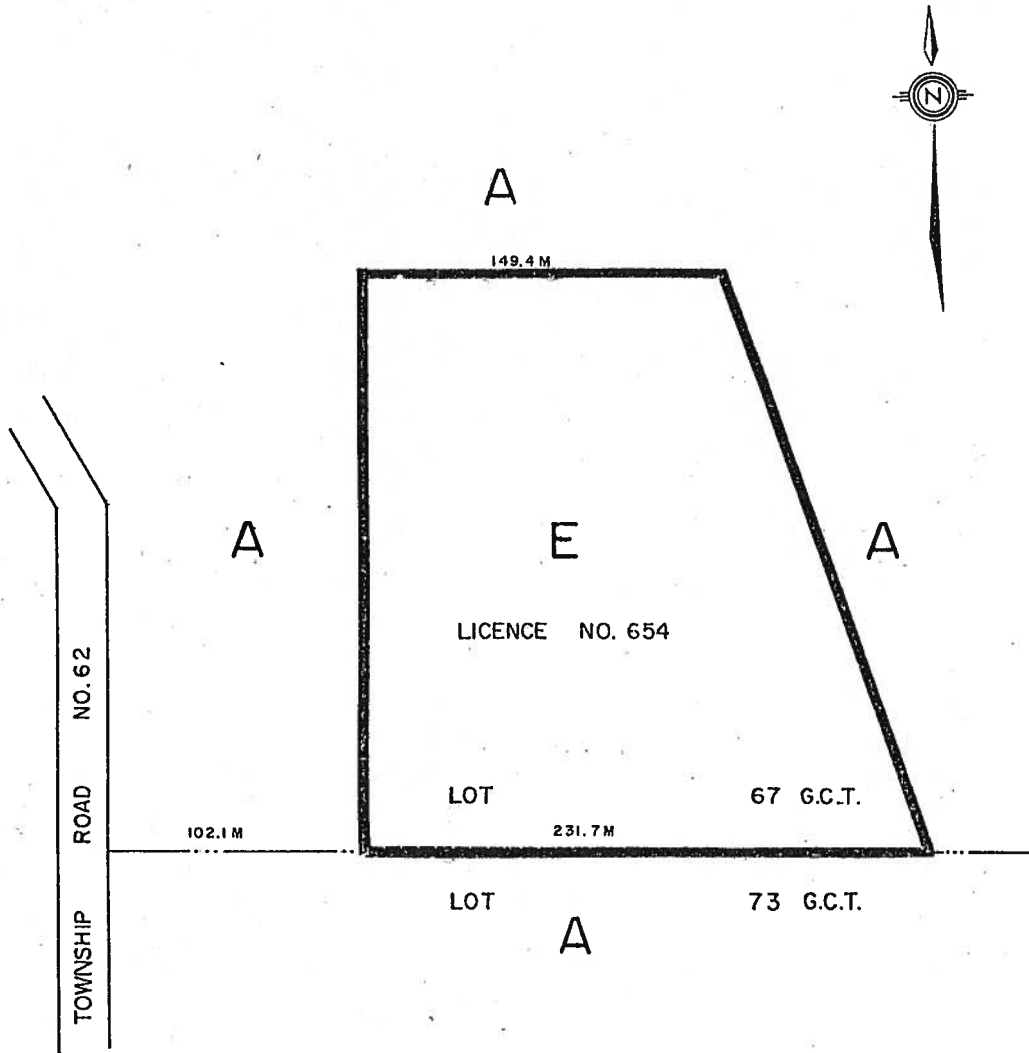 N
A
149.4 M
A
E
A
LICENCE NO. 654
TOWNSHIP ROAD NO. 62
LOT 67 G.C.T.
102.1 M
231.7 M
LOT 73 G.C.T.
A